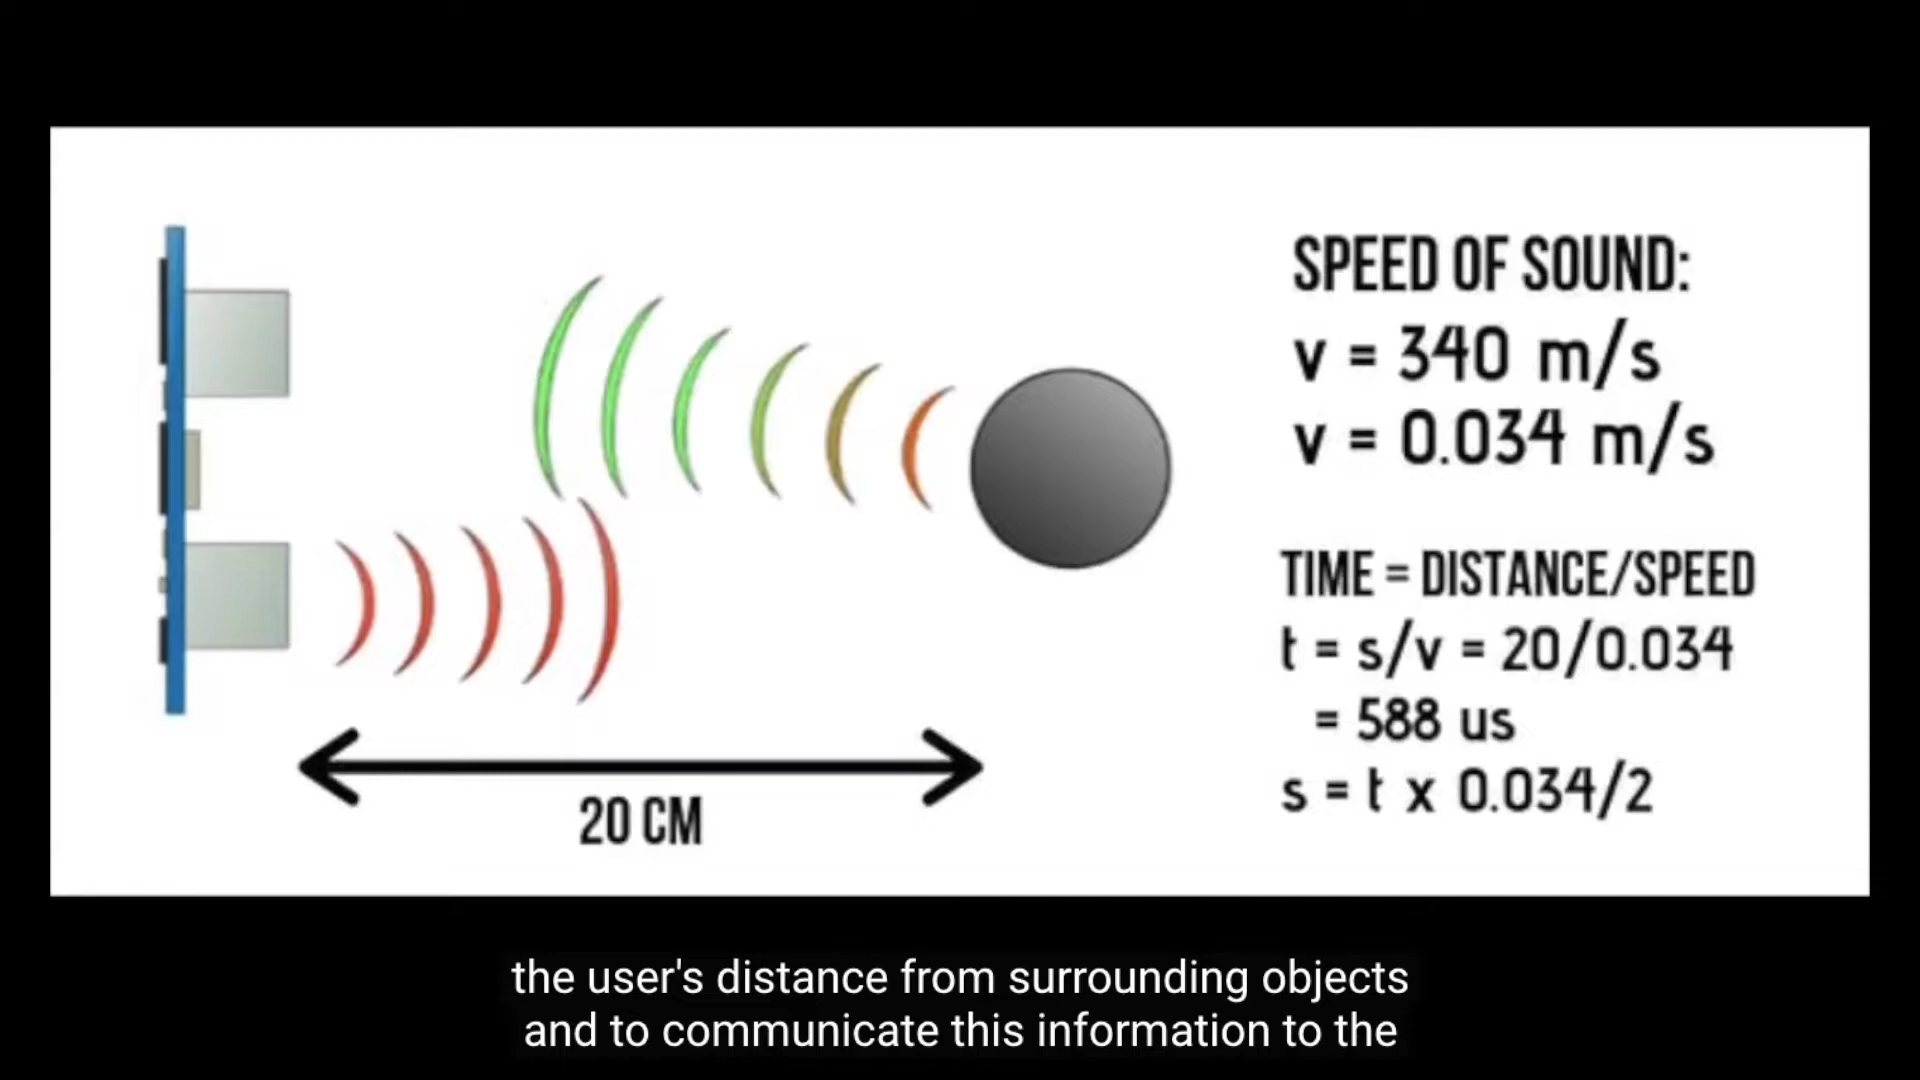 SPEED OF SOUND:
v = 340 m/s
v = 0.034 m/s
TIME = DISTANCE/SPEED
t = s/v = 20/0.034
= 588 us
s = t x 0.034/2
20 CM
the user's distance from surrounding objects
and to communicate this information to the